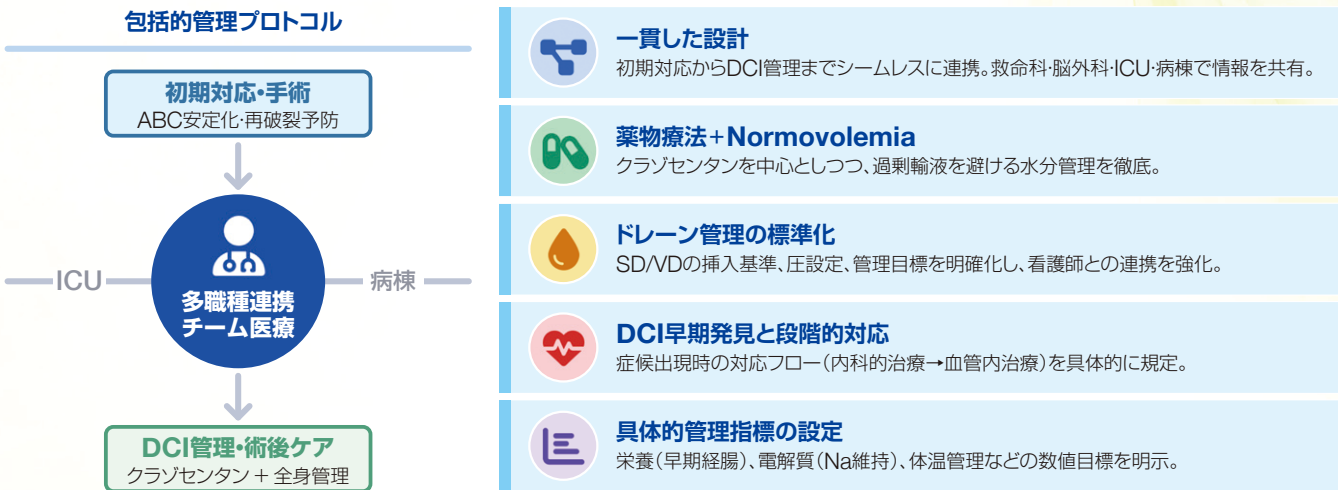 包括的管理プロトコル
初期対応・手術
ABC安定化・再破裂予防
ICU
多職種連携
チーム医療
病棟
DCI管理・術後ケア
クラゾセンタン + 全身管理
一貫した設計
初期対応からDCI管理までシームレスに連携。救命科・脳外科・ICU・病棟で情報を共有。
薬物療法+Normovolemia
クラゾセンタンを中心としつつ、過剰輸液を避ける水分管理を徹底。
ドレーン管理の標準化
SD/VDの挿入基準、圧設定、管理目標を明確化し、看護師との連携を強化。
DCI早期発見と段階的対応
症候出現時の対応フロー（内科的治療→血管内治療）を具体的に規定。
具体的管理指標の設定
栄養（早期経腸）、電解質（Na維持）、体温管理などの数値目標を明示。